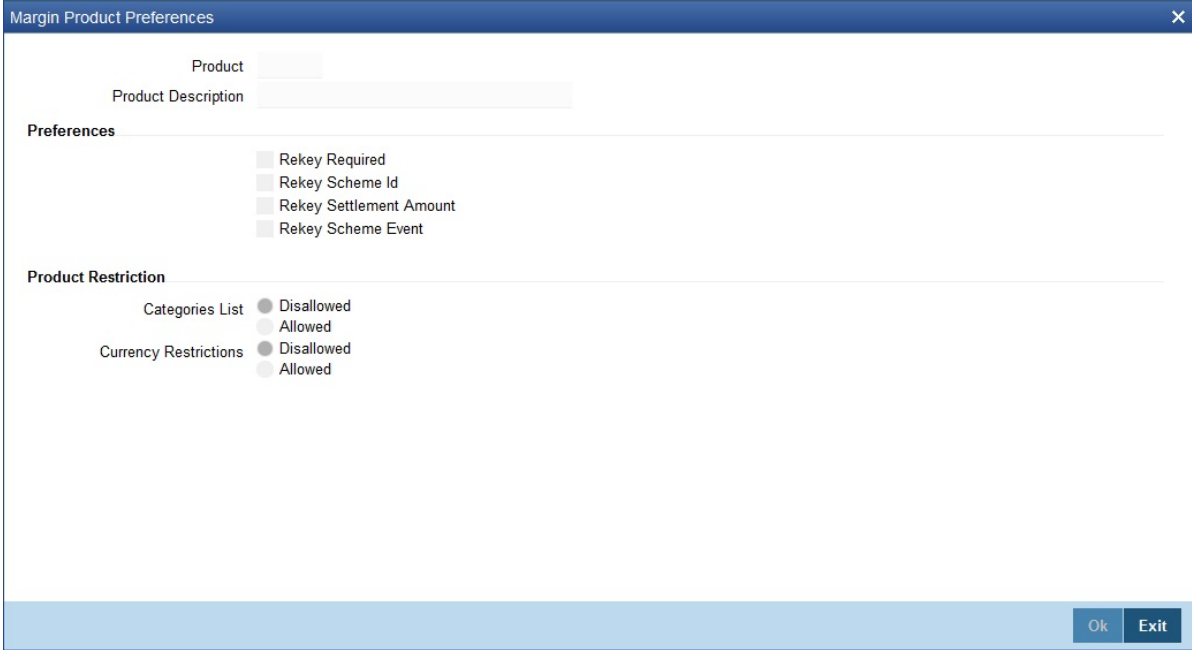 Margin Product Preferences
Product
Product Description
Preferences
Rekey Required
Rekey Scheme Id
Rekey Settlement Amount
Rekey Scheme Event
Product Restriction
Categories List Disallowed
Allowed
Currency Restrictions Disallowed
Allowed
Ok Exit